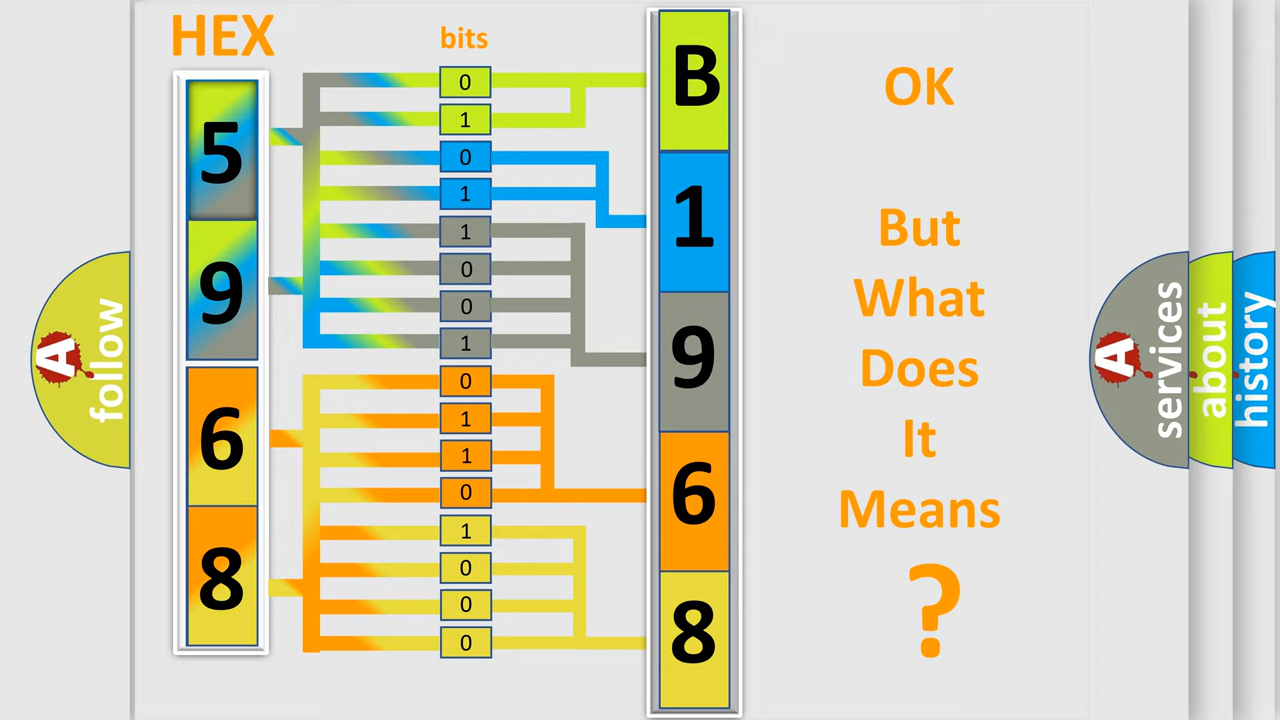 HEX
bits
5
9
6
8
0
1
0
1
1
0
0
1
0
1
1
0
1
0
0
0
B
1
9
6
8
OK
But
What
Does
It
Means
?
A
follow
A
services
about
history